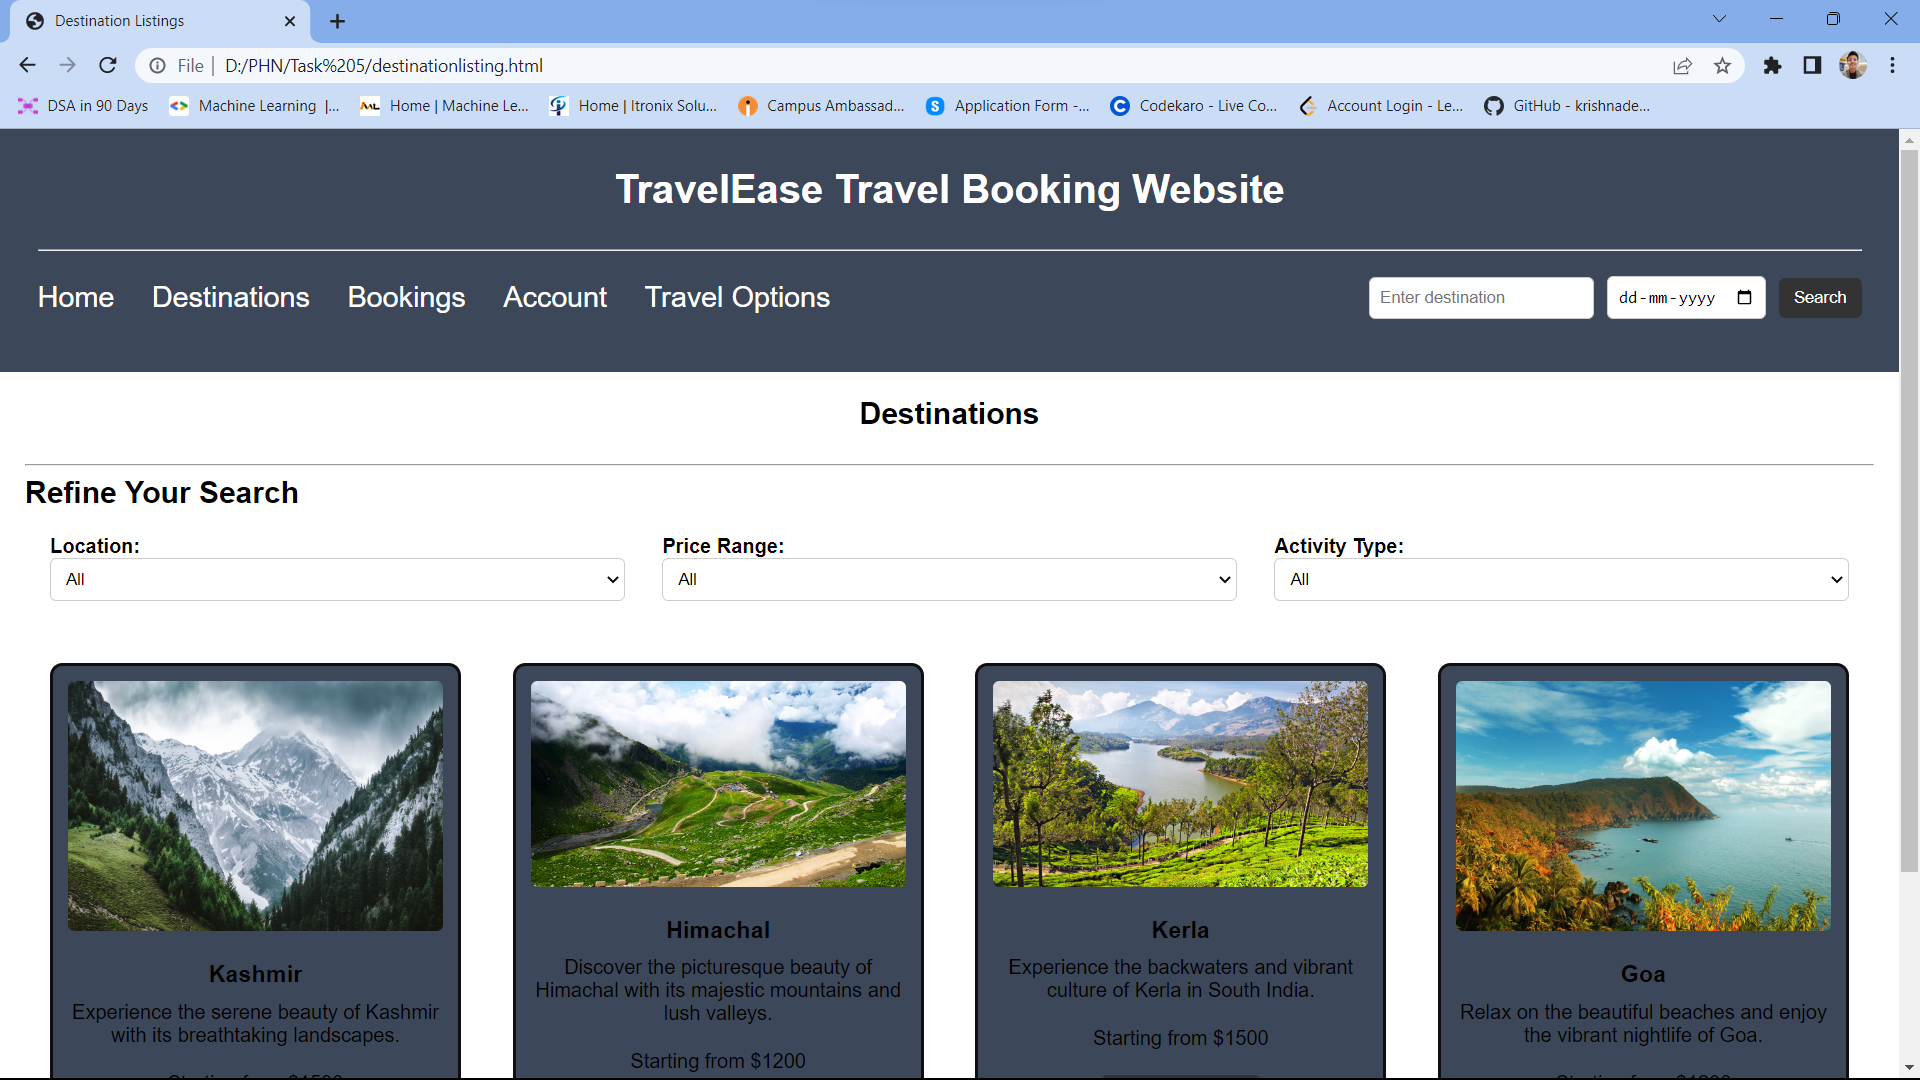 Destination Listings
File
D:/PHN/Task%205/destinationlisting.html
DSA in 90 Days
Machine Learning |...
Home | Machine Le...
Home | Itronix Solu...
Campus Ambassad...
Application Form -...
Codekaro - Live Co...
Account Login - Le...
GitHub - krishnade...
TravelEase Travel Booking Website
Home
Destinations
Bookings
Account
Travel Options
Enter destination
dd-mm-yyyy
Search
Destinations
Refine Your Search
Location:
Price Range:
Activity Type:
All
All
All
Kashmir
Experience the serene beauty of Kashmir
with its breathtaking landscapes.
Himachal
Discover the picturesque beauty of
Himachal with its majestic mountains and
lush valleys.
Starting from $1200
Kerla
Experience the backwaters and vibrant
culture of Kerla in South India.
Starting from $1500
Goa
Relax on the beautiful beaches and enjoy
the vibrant nightlife of Goa.